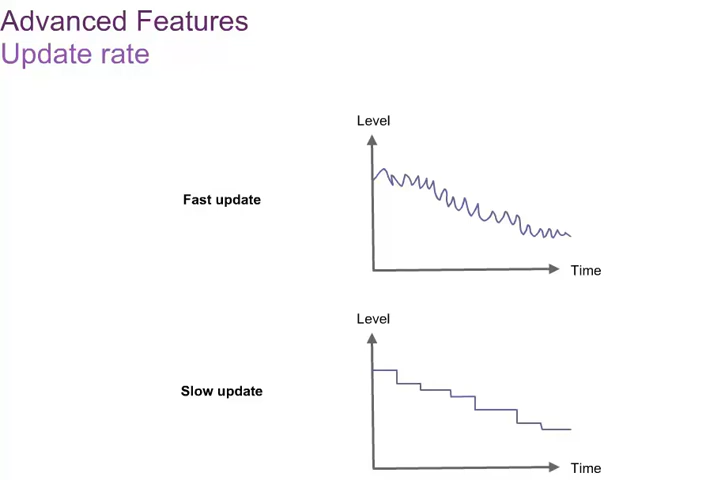 Advanced Features
Update rate
Level
Fast update
Time
Level
Slow update
Time